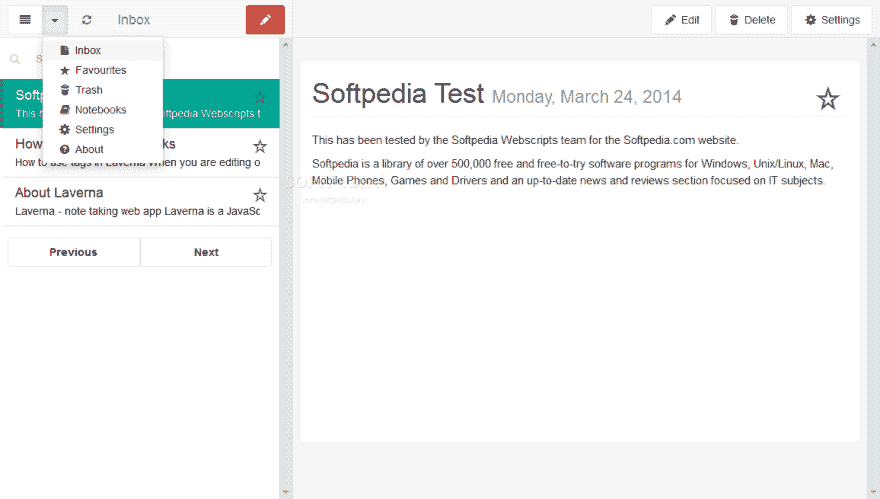 Inbox
Edit
Delete
Settings
Inbox
Favourites
Trash
Notebooks
Settings
About
S
Softp
This ftpedia Webscripts t
How ks
How to use tags in Laverna When you are editing o
About Laverna
Laverna - note taking web app Laverna is a JavaSc
Previous
Next
Softpedia Test Monday, March 24, 2014
This has been tested by the Softpedia Webscripts team for the Softpedia.com website.
Softpedia is a library of over 500,000 free and free-to-try software programs for Windows, Unix/Linux, Mac,
Mobile Phones, Games and Drivers and an up-to-date news and reviews section focused on IT subjects.